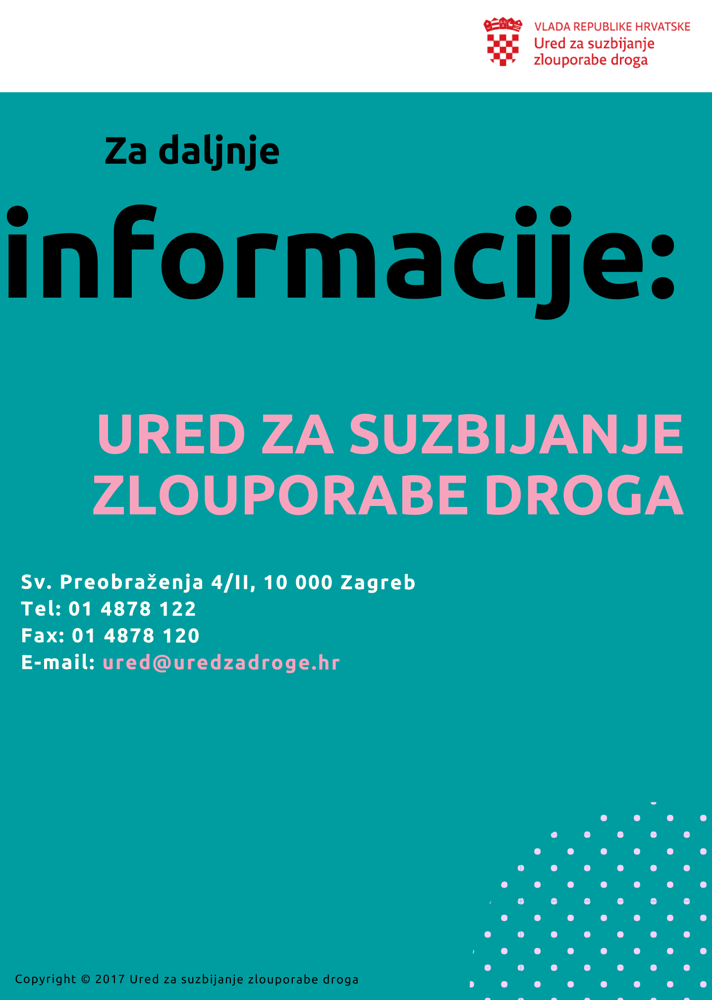 VLADA REPUBLIKE HRVATSKE
Ured za suzbijanje
zlouporabe droga
Za daljnje
informacije:
URED ZA SUZBIJANJE
ZLOUPORABE DROGA
Sv. Preobraženja 4/II, 10 000 Zagreb
Tel: 01 4878 122
Fax: 01 4878 120
E-mail: ured@uredzadroge.hr
Copyright © 2017 Ured za suzbijanje zlouporabe droga